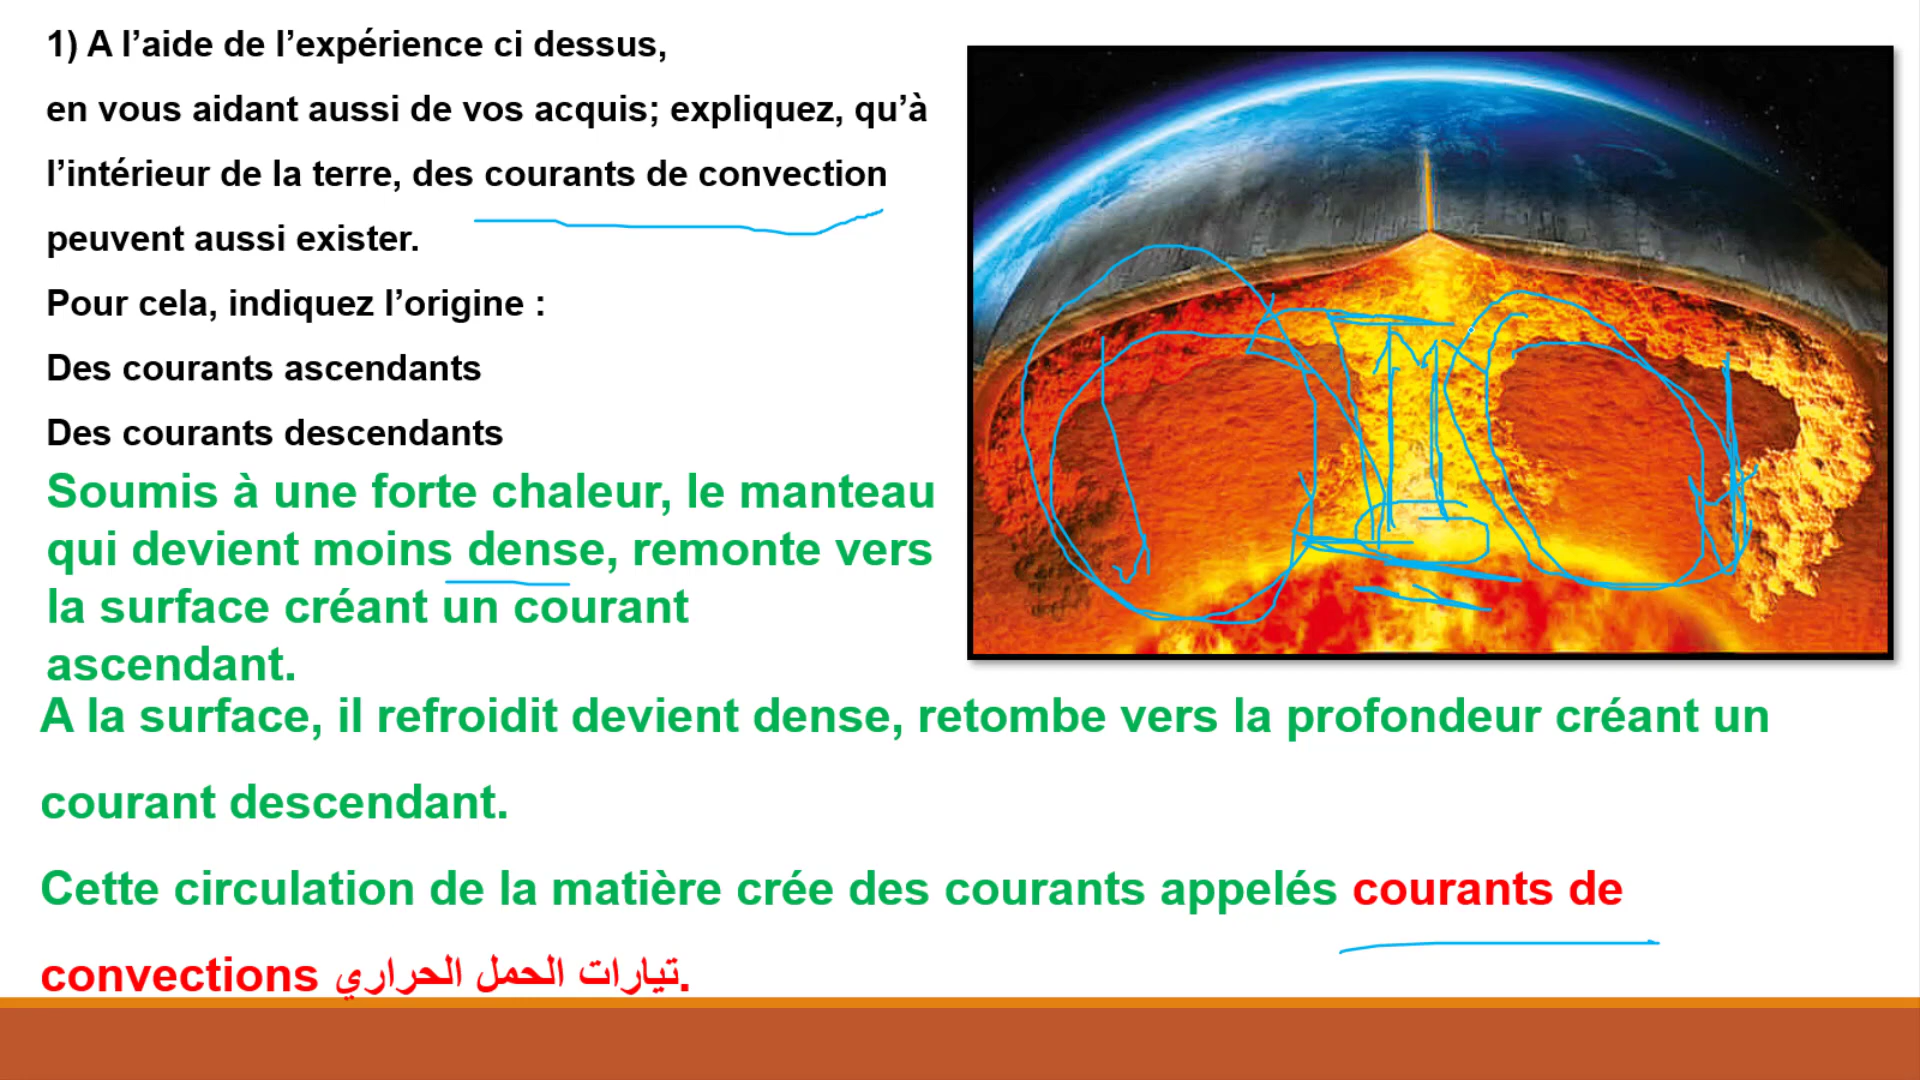 1) A l’aide de l’expérience ci dessus,
en vous aidant aussi de vos acquis; expliquez, qu’à
l’intérieur de la terre, des courants de convection
peuvent aussi exister.
Pour cela, indiquez l’origine :
Des courants ascendants
Des courants descendants
Soumis à une forte chaleur, le manteau
qui devient moins dense, remonte vers
la surface créant un courant
ascendant.
A la surface, il refroidit devient dense, retombe vers la profondeur créant un
courant descendant.
Cette circulation de la matière crée des courants appelés courants de
convections تيارات الحمل الحراري.